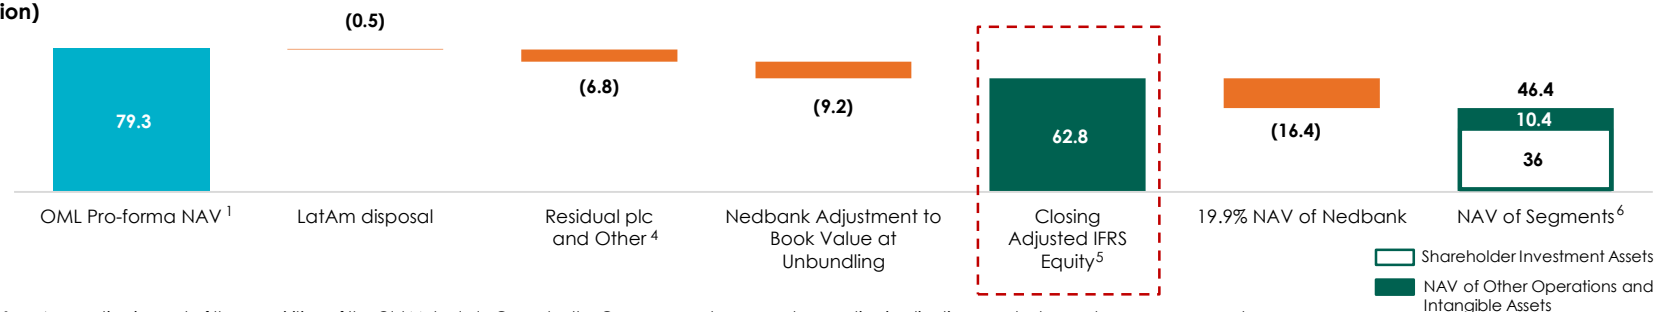 ion)
(0.5)
79.3
(6.8)
(9.2)
62.8
(16.4)
46.4
10.4
36
OML Pro-forma NAV 1
LatAm disposal
Residual plc
and Other 4
Nedbank Adjustment to
Book Value at
Unbundling
Closing
Adjusted IFRS
Equity5
19.9% NAV of Nedbank
NAV of Segments6
Shareholder Investment Assets
NAV of Other Operations and
Intangible Assets